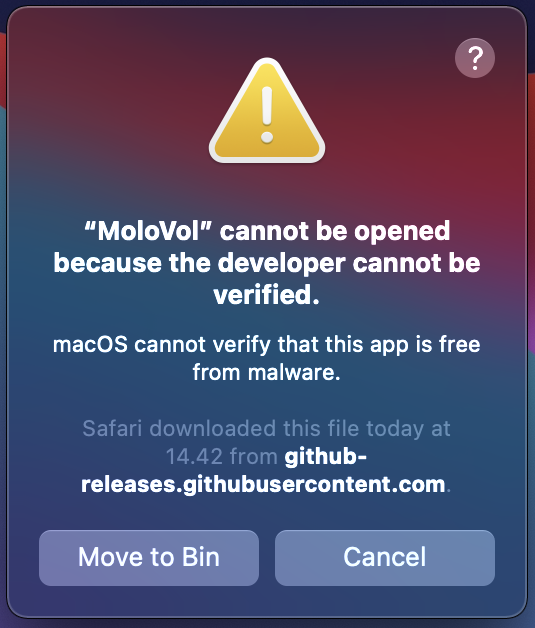 ?
“MoloVol” cannot be opened
because the developer cannot be
verified.
macOS cannot verify that this app is free
from malware.
Safari downloaded this file today at
14.42 from github-
releases.githubusercontent.com.
Move to Bin
Cancel